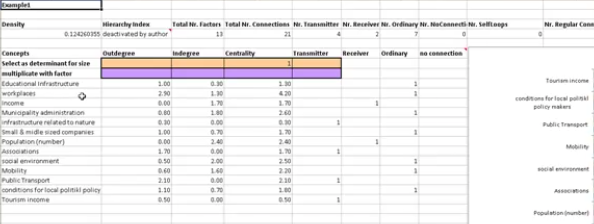 Example1
Density Hierarchy Index Total Nr. Factors Total Nr. Connections Nr. Transmitter Nr. Receiver Nr. Ordinary Nr. NoConnecti Nr. SelfLoops Nr. Regular Conn
0.124260355 deactivated by author 13 21 4 2 7 0 0
Concepts Outdegree Indegree Centrality Transmitter Receiver Ordinary no connection
Select as determinant for size 1
multiplicate with factor
Educational infrastructure 1.00 0.30 1.30 1
workplaces 2.90 1.30 4.20 1
Income 0.00 1.70 1.70 1
Municipality administration 0.80 1.80 2.60 1
infrastructure related to nature 0.30 0.00 0.30 1
Small & midle sized companies 1.00 0.70 1.70 1
Population (number) 0.00 2.40 2.40 1
Associations 1.70 0.00 1.70 1
social environment 0.50 2.00 2.50 1
Mobility 0.60 1.60 2.20 1
Public Transport 2.10 0.00 2.10 1
conditions for local politikl policy 1.10 0.70 1.80 1
Tourism income 0.50 0.00 0.50 1
Tourism income
conditions for local politikl
policy makers
Public Transport
Mobility
social environment
Associations
Population (number)